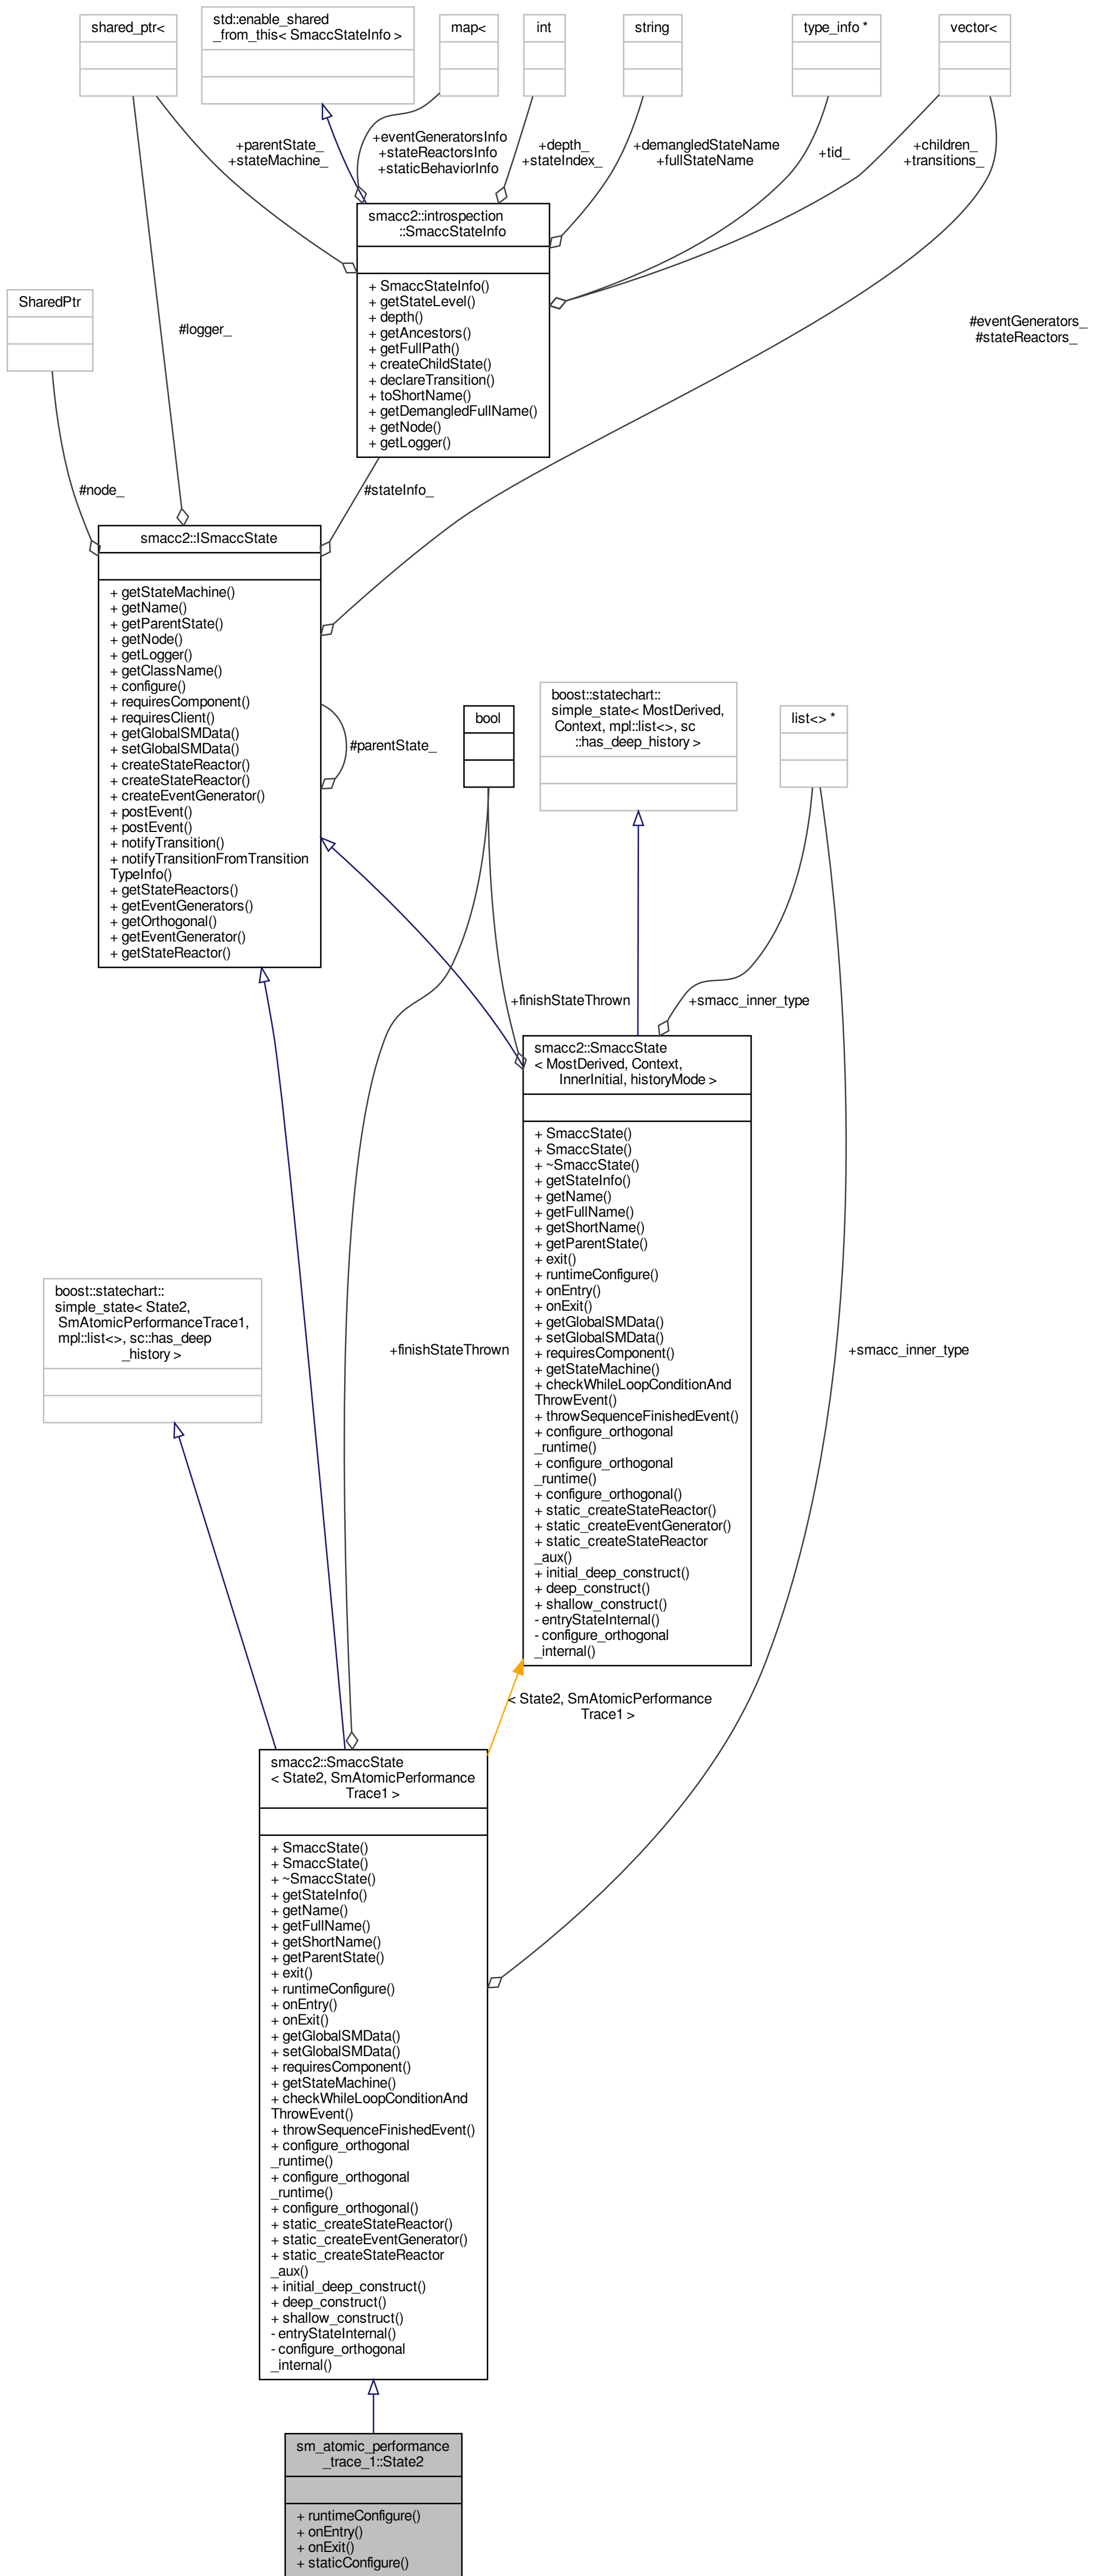 shared_ptr<
std::enable_shared
_from_this< SmaccStateInfo >
map<
int
string
type_info *
vector<
+parentState_
+stateMachine_
+eventGeneratorsInfo
+stateReactorsInfo
+staticBehaviorInfo
+depth_
+stateIndex_
+demangledStateName
+fullStateName
+tid_
+children_
+transitions_
smacc2::introspection
::SmaccStateInfo
+ SmaccStateInfo()
+ getStateLevel()
+ depth()
+ getAncestors()
+ getFullPath()
+ createChildState()
+ declareTransition()
+ toShortName()
+ getDemangledFullName()
+ getNode()
+ getLogger()
SharedPtr
#logger_
#eventGenerators_
#stateReactors_
#node_
#stateInfo_
smacc2::ISmaccState
+ getStateMachine()
+ getName()
+ getParentState()
+ getNode()
+ getLogger()
+ getClassName()
+ configure()
+ requiresComponent()
+ requiresClient()
+ getGlobalSMData()
+ setGlobalSMData()
+ createStateReactor()
+ createStateReactor()
+ createEventGenerator()
+ postEvent()
+ postEvent()
+ notifyTransition()
+ notifyTransitionFromTransition
TypeInfo()
+ getStateReactors()
+ getEventGenerators()
+ getOrthogonal()
+ getEventGenerator()
+ getStateReactor()
#parentState_
bool
boost::statechart::
simple_state< MostDerived,
Context, mpl::list<>, sc
::has_deep_history >
list<> *
+finishStateThrown
+smacc_inner_type
smacc2::SmaccState
< MostDerived, Context,
InnerInitial, historyMode >
+ SmaccState()
+ SmaccState()
+ ~SmaccState()
+ getStateInfo()
+ getName()
+ getFullName()
+ getShortName()
+ getParentState()
+ exit()
+ runtimeConfigure()
+ onEntry()
+ onExit()
+ getGlobalSMData()
+ setGlobalSMData()
+ requiresComponent()
+ getStateMachine()
+ checkWhileLoopConditionAnd
ThrowEvent()
+ throwSequenceFinishedEvent()
+ configure_orthogonal
_runtime()
+ configure_orthogonal
_runtime()
+ configure_orthogonal()
+ static_createStateReactor()
+ static_createEventGenerator()
+ static_createStateReactor
_aux()
+ initial_deep_construct()
+ deep_construct()
+ shallow_construct()
- entryStateInternal()
- configure_orthogonal
_internal()
boost::statechart::
simple_state< State2,
SmAtomicPerformanceTrace1,
mpl::list<>, sc::has_deep
_history >
+finishStateThrown
+smacc_inner_type
< State2, SmAtomicPerformance
Trace1 >
smacc2::SmaccState
< State2, SmAtomicPerformance
Trace1 >
+ SmaccState()
+ SmaccState()
+ ~SmaccState()
+ getStateInfo()
+ getName()
+ getFullName()
+ getShortName()
+ getParentState()
+ exit()
+ runtimeConfigure()
+ onEntry()
+ onExit()
+ getGlobalSMData()
+ setGlobalSMData()
+ requiresComponent()
+ getStateMachine()
+ checkWhileLoopConditionAnd
ThrowEvent()
+ throwSequenceFinishedEvent()
+ configure_orthogonal
_runtime()
+ configure_orthogonal
_runtime()
+ configure_orthogonal()
+ static_createStateReactor()
+ static_createEventGenerator()
+ static_createStateReactor
_aux()
+ initial_deep_construct()
+ deep_construct()
+ shallow_construct()
- entryStateInternal()
- configure_orthogonal
_internal()
sm_atomic_performance
_trace_1::State2
+ runtimeConfigure()
+ onEntry()
+ onExit()
+ staticConfigure()